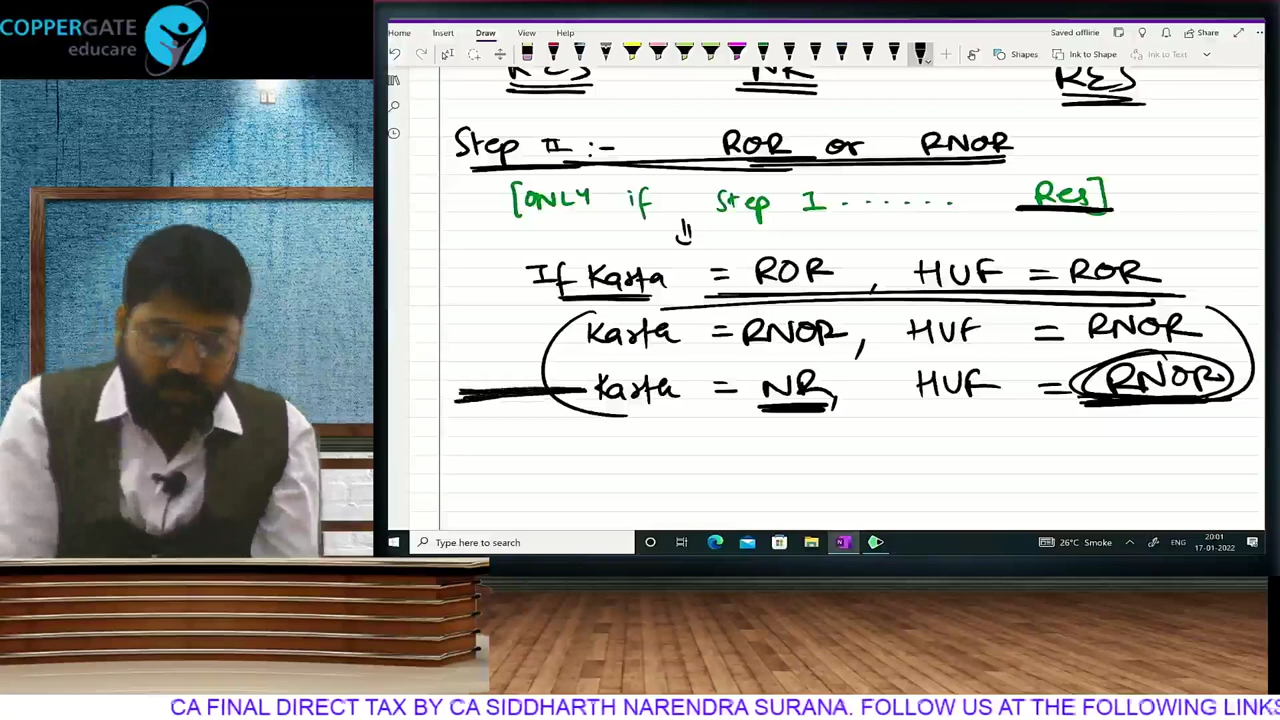 COPPERGATE
educare
Home Insert Draw View Help
Saved offline
Share
Shapes
Ink to Shape
Ink to Text
RES NR RES
Step II :- ROR or RNOR
[ONLY if Step I ...... Res]
If Karta = ROR, HUF = ROR
Karta = RNOR, HUF = RNOR
Karta = NR, HUF = RNOR
Type here to search
26°C Smoke
ENG
20:01
17-01-2022
CA FINAL DIRECT TAX BY CA SIDDHARTH NARENDRA SURANA. FOLLOW US AT THE FOLLOWING LINKS